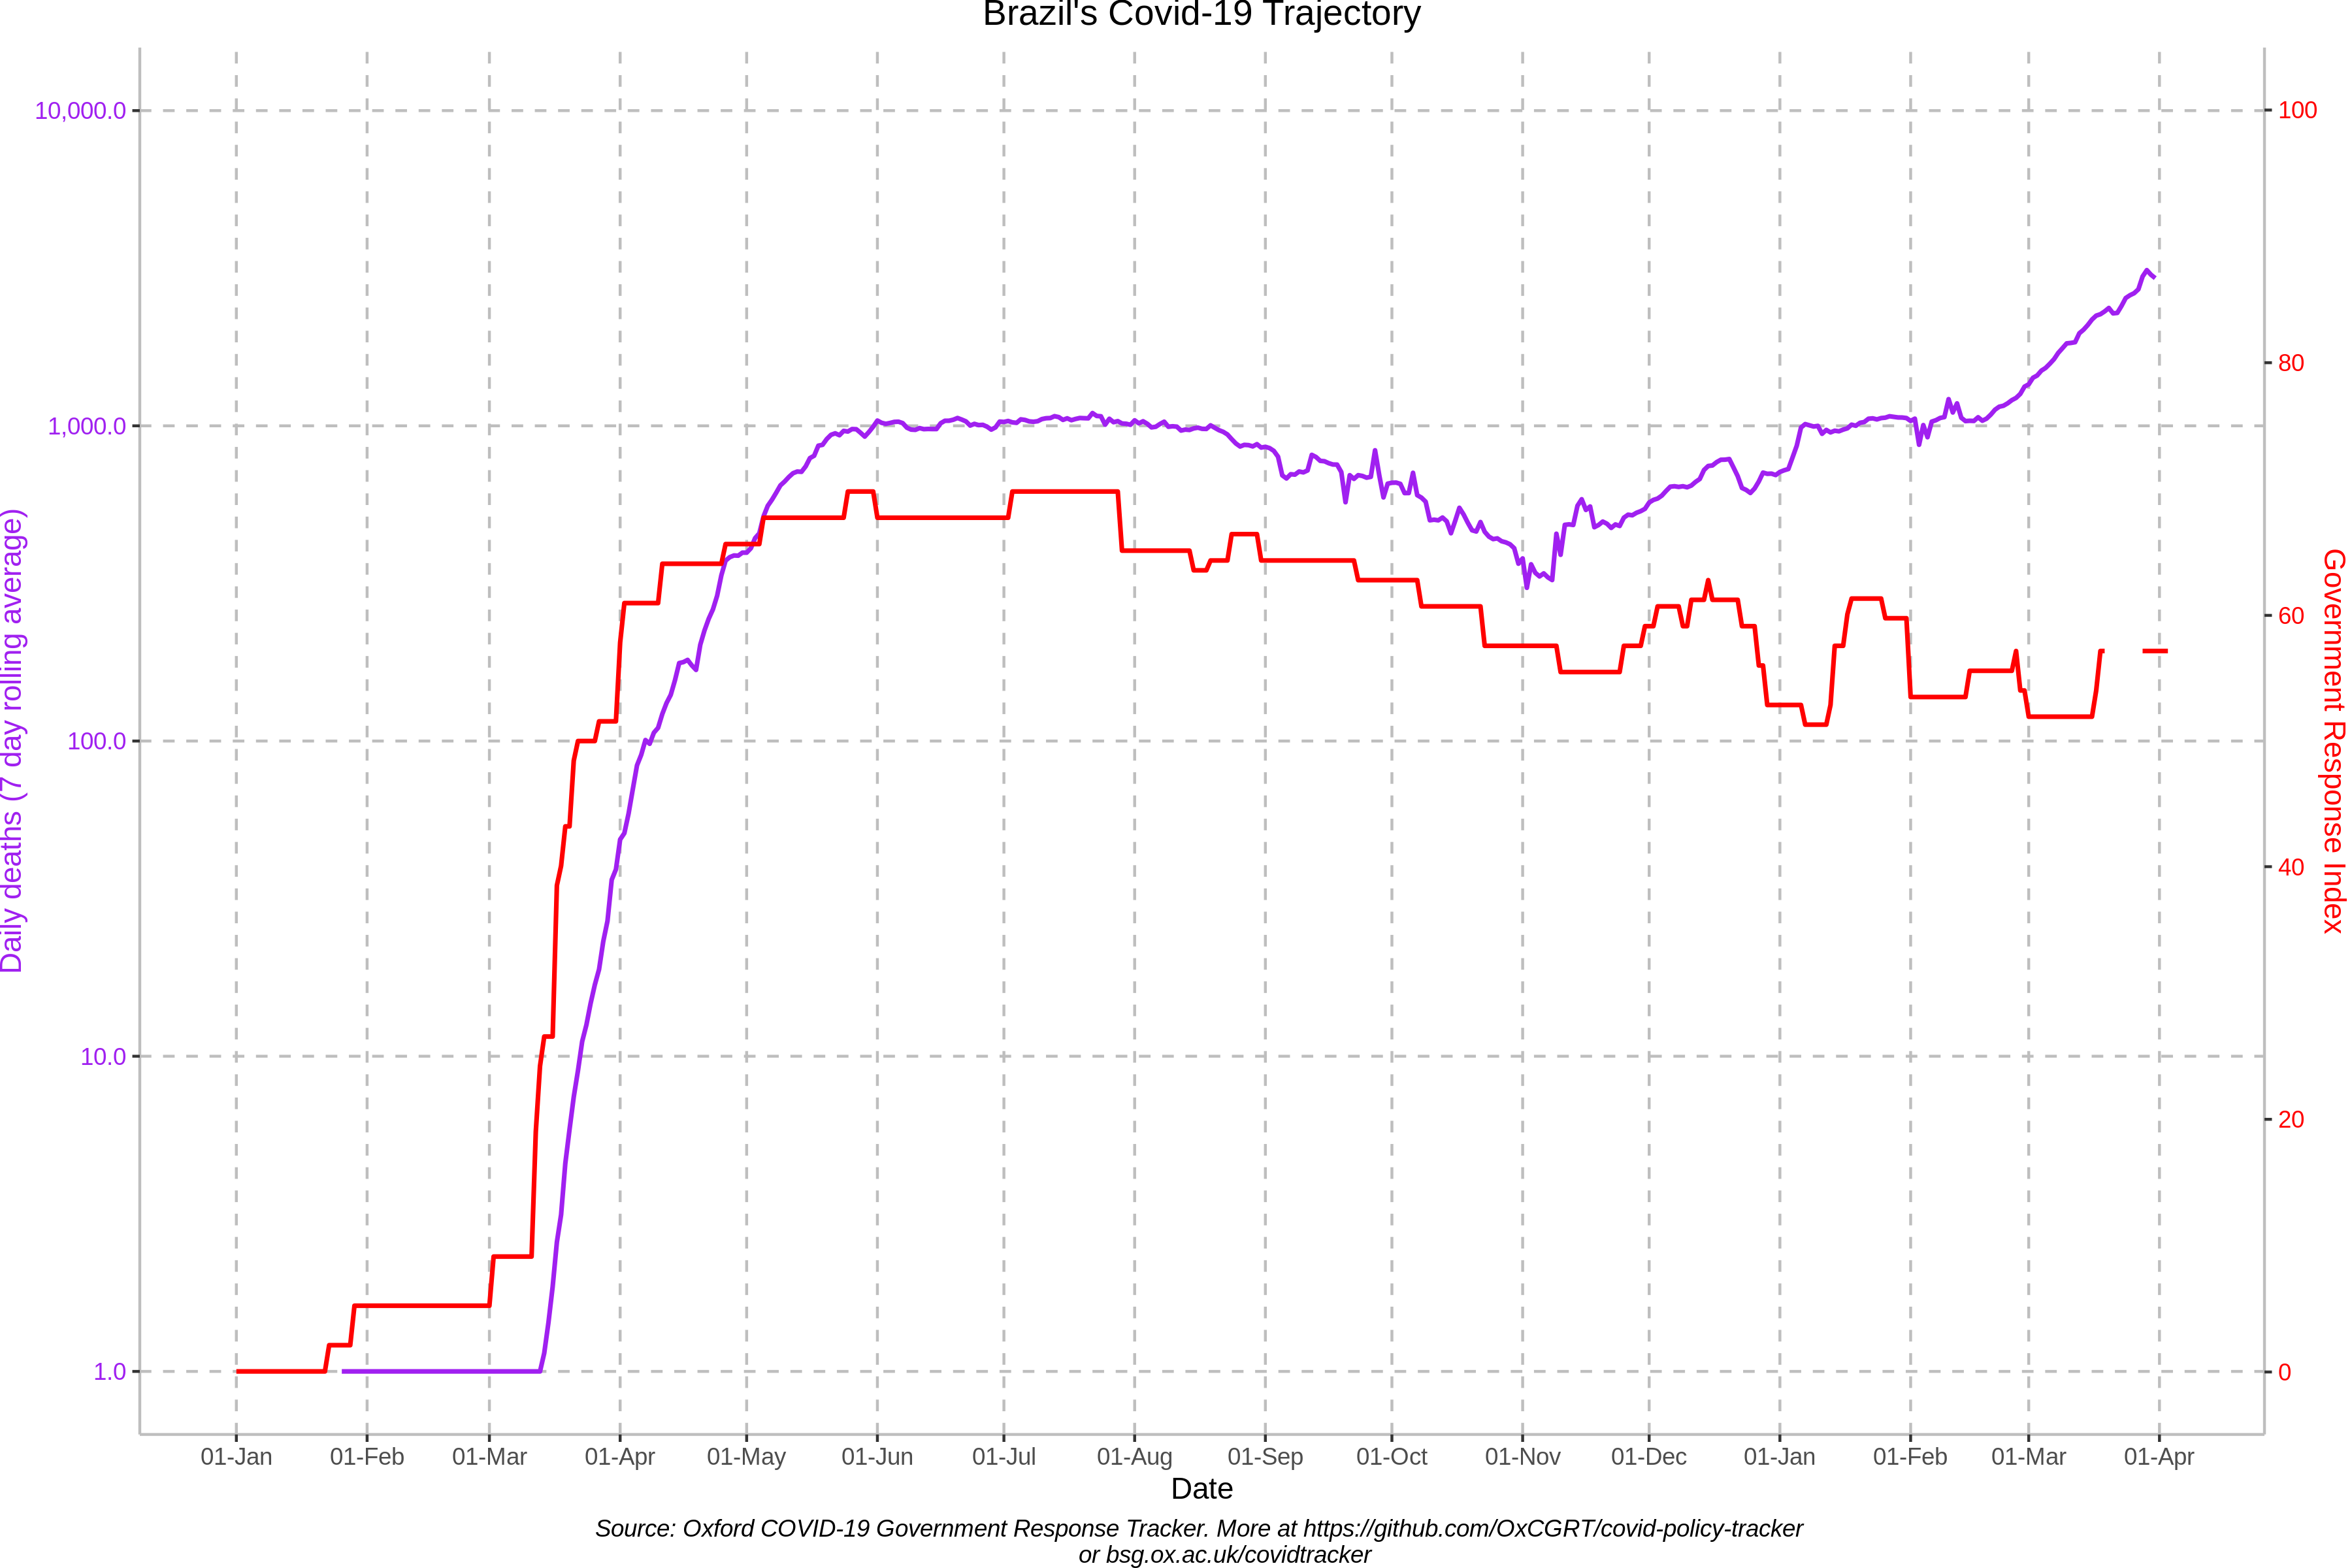 Brazil's Covid-19 Trajectory
10,000.0
1,000.0
100.0
10.0
1.0
Daily deaths (7 day rolling average)
100
80
60
40
20
0
Government Response Index
01-Jan 01-Feb 01-Mar 01-Apr 01-May 01-Jun 01-Jul 01-Aug 01-Sep 01-Oct 01-Nov 01-Dec 01-Jan 01-Feb 01-Mar 01-Apr
Date
Source: Oxford COVID-19 Government Response Tracker. More at https://github.com/OxCGRT/covid-policy-tracker
or bsg.ox.ac.uk/covidtracker